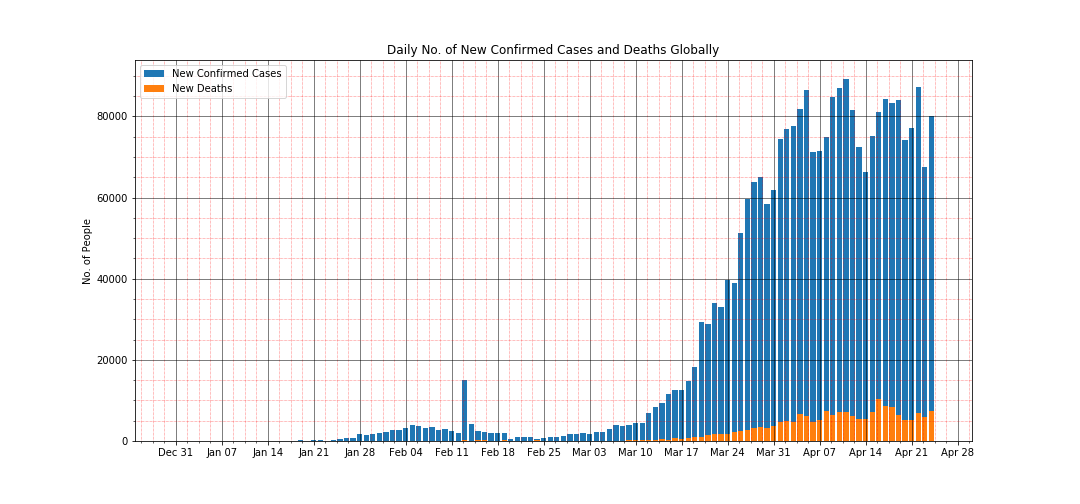 Daily No. of New Confirmed Cases and Deaths Globally
New Confirmed Cases
New Deaths
80000
60000
40000
20000
0
No. of People
Dec 31 Jan 07 Jan 14 Jan 21 Jan 28 Feb 04 Feb 11 Feb 18 Feb 25 Mar 03 Mar 10 Mar 17 Mar 24 Mar 31 Apr 07 Apr 14 Apr 21 Apr 28